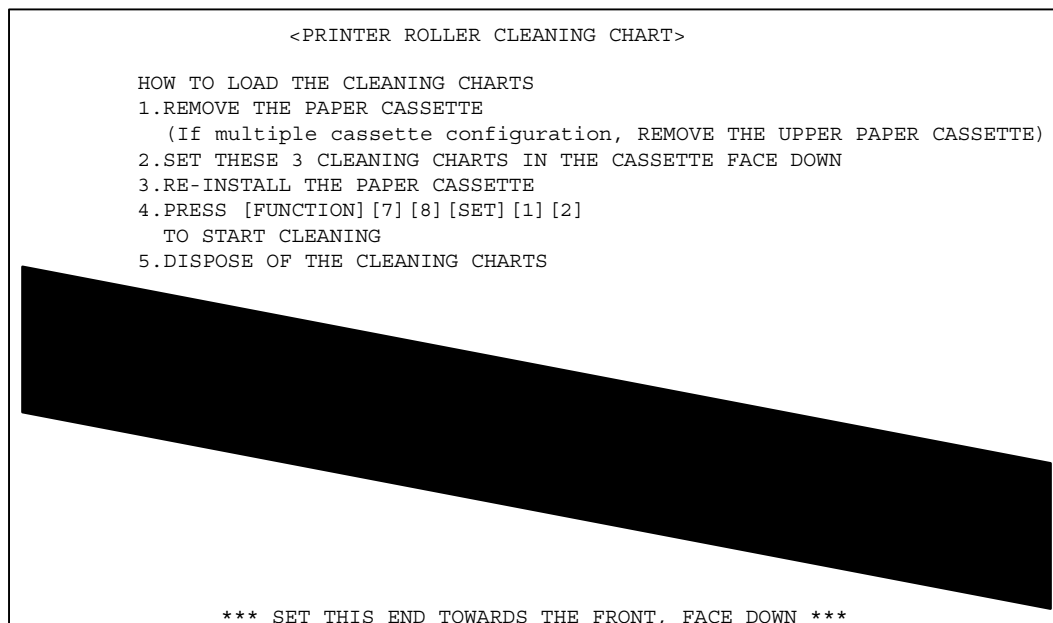 <PRINTER ROLLER CLEANING CHART>
HOW TO LOAD THE CLEANING CHARTS
1.REMOVE THE PAPER CASSETTE
(If multiple cassette configuration, REMOVE THE UPPER PAPER CASSETTE)
2.SET THESE 3 CLEANING CHARTS IN THE CASSETTE FACE DOWN
3.RE-INSTALL THE PAPER CASSETTE
4.PRESS [FUNCTION][7][8][SET][1][2]
TO START CLEANING
5.DISPOSE OF THE CLEANING CHARTS
*** SET THIS END TOWARDS THE FRONT, FACE DOWN ***